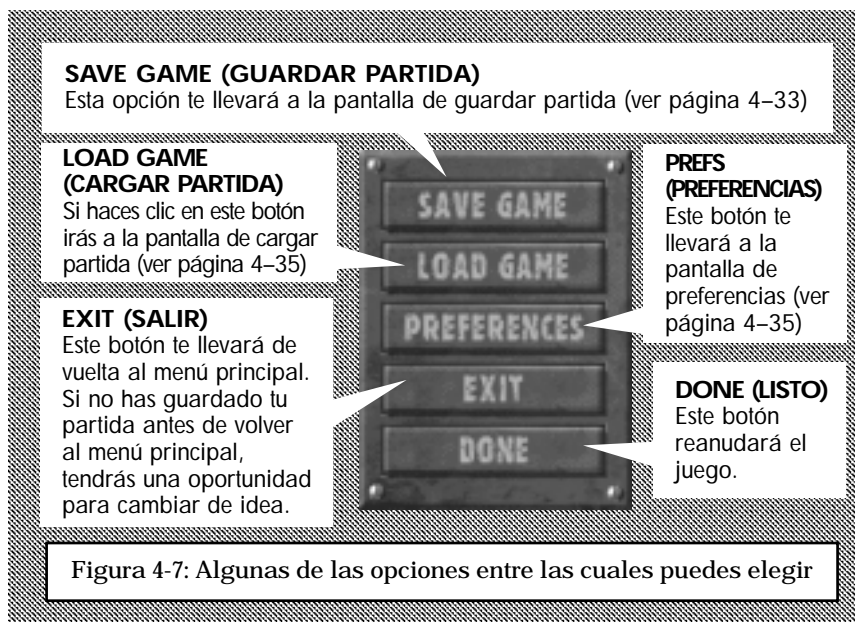 SAVE GAME (GUARDAR PARTIDA)
Esta opción te llevará a la pantalla de guardar partida (ver página 4–33)
LOAD GAME
(CARGAR PARTIDA)
Si haces clic en este botón
irás a la pantalla de cargar
partida (ver página 4–35)
EXIT (SALIR)
Este botón te llevará de
vuelta al menú principal.
Si no has guardado tu
partida antes de volver
al menú principal,
tendrás una oportunidad
para cambiar de idea.
SAVE GAME
LOAD GAME
PREFERENCES
EXIT
DONE
PREFS
(PREFERENCIAS)
Este botón te
llevará a la
pantalla de
preferencias (ver
página 4–35)
DONE (LISTO)
Este botón
reanudará el
juego.
Figura 4-7: Algunas de las opciones entre las cuales puedes elegir